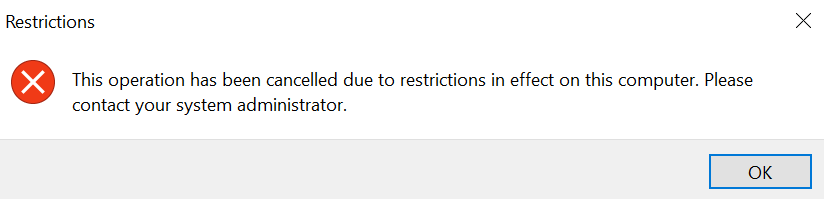 Restrictions
This operation has been cancelled due to restrictions in effect on this computer. Please
contact your system administrator.
OK